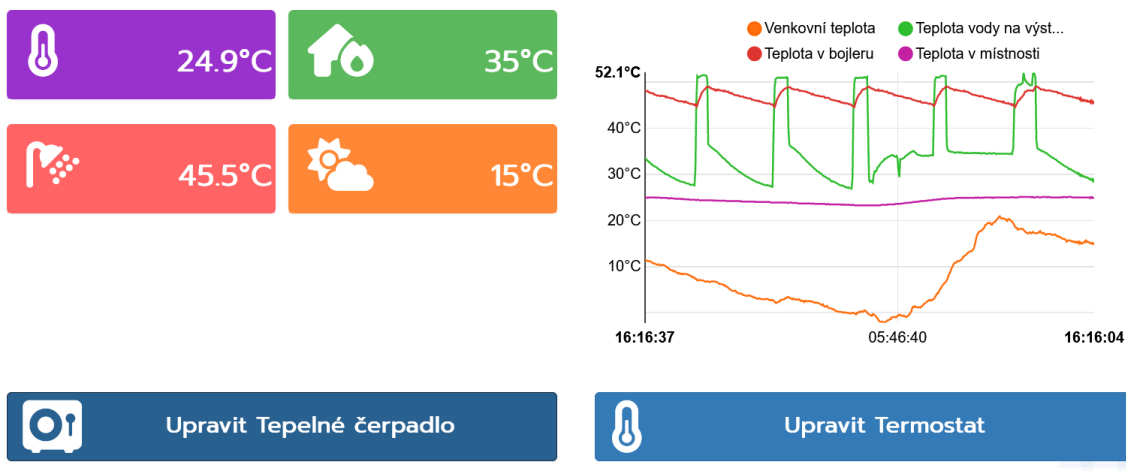 24.9°C
35°C
45.5°C
15°C
Venkovní teplota
Teplota vody na výst...
Teplota v bojleru
Teplota v místnosti
52.1°C
40°C
30°C
20°C
10°C
16:16:37
05:46:40
16:16:04
Upravit Tepelné čerpadlo
Upravit Termostat